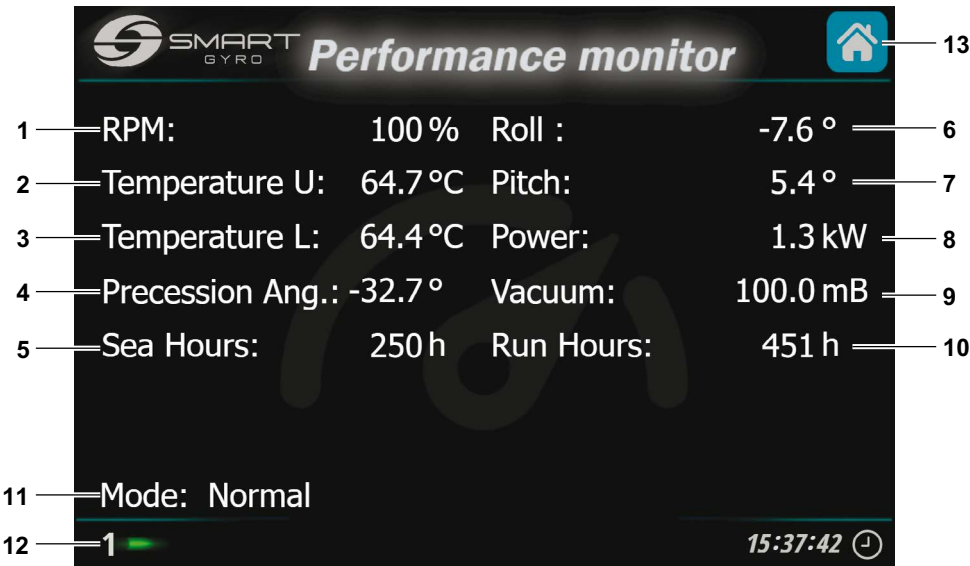 SMART
GYRO
Performance monitor
13
1 RPM: 100 % Roll : -7.6 ° 6
2 Temperature U: 64.7 °C Pitch: 5.4 ° 7
3 Temperature L: 64.4 °C Power: 1.3 kW 8
4 Precession Ang.: -32.7 ° Vacuum: 100.0 mB 9
5 Sea Hours: 250 h Run Hours: 451 h 10
11 Mode: Normal
12 1 15:37:42